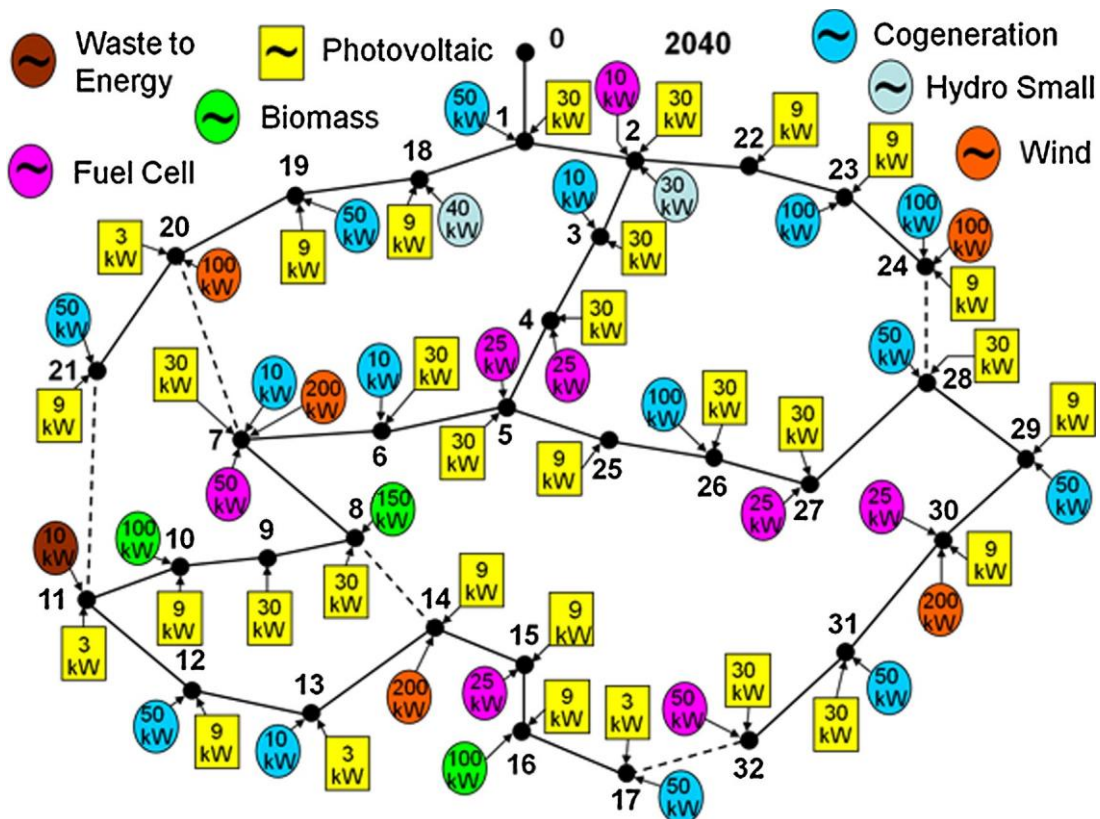 Waste to
Energy
Photovoltaic
0
2040
Cogeneration
Hydro Small
Biomass
Fuel Cell
Wind
50
kW
30
kW
1
10
kW
30
kW
2
22
9
kW
23
9
kW
19
18
10
kW
30
kW
100
kW
100
kW
100
kW
20
3
kW
100
kW
9
kW
50
kW
9
kW
40
kW
3
30
kW
24
9
kW
50
kW
21
9
kW
4
30
kW
25
kW
25
kW
50
kW
30
kW
28
30
kW
10
kW
200
kW
10
kW
30
kW
7
50
kW
6
30
kW
5
9
kW
25
100
kW
30
kW
26
30
kW
25
kW
27
29
9
kW
50
kW
10
kW
11
3
kW
100
kW
10
9
kW
9
30
kW
8
150
kW
30
kW
25
kW
30
9
kW
200
kW
14
9
kW
200
kW
15
9
kW
25
kW
31
50
kW
30
kW
12
50
kW
9
kW
13
10
kW
3
kW
9
kW
100
kW
16
3
kW
17
50
kW
50
kW
30
kW
32